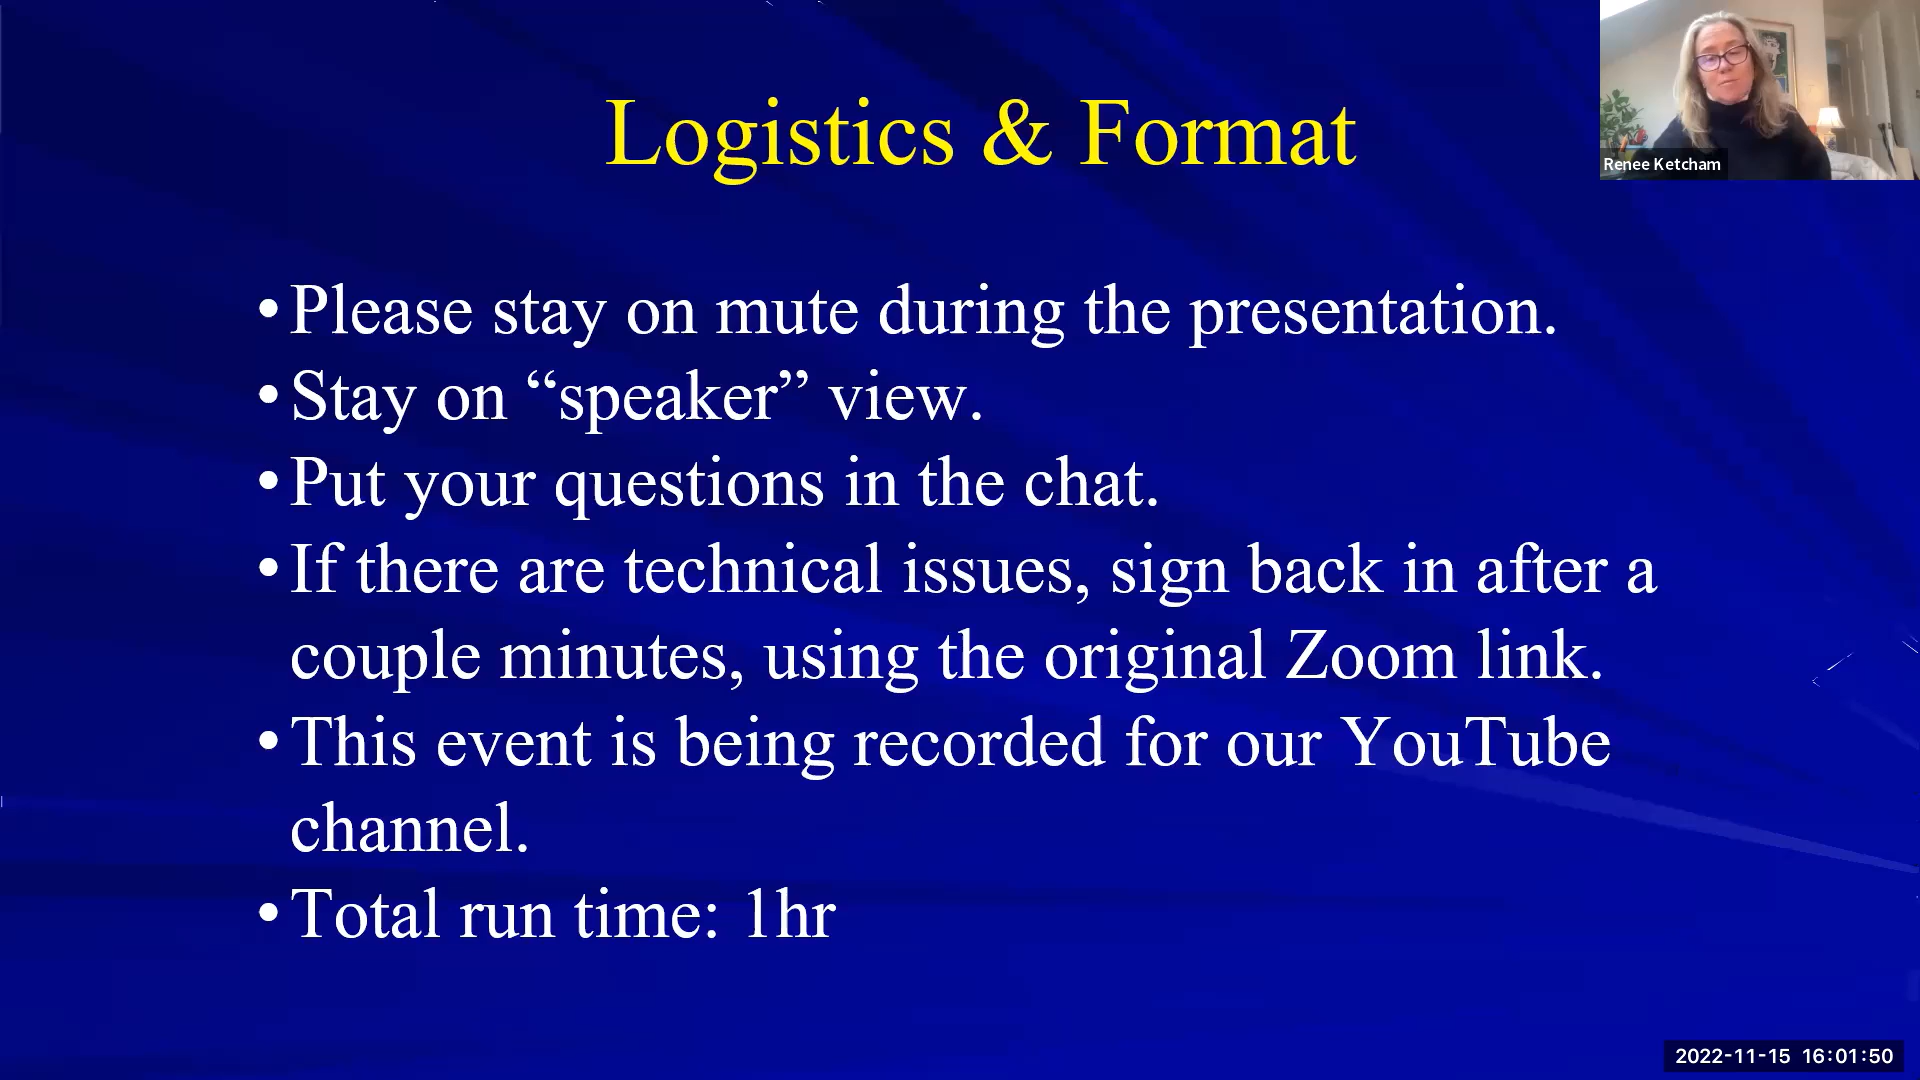 Logistics & Format
Renee Ketcham
• Please stay on mute during the presentation.
• Stay on “speaker” view.
• Put your questions in the chat.
• If there are technical issues, sign back in after a
couple minutes, using the original Zoom link.
• This event is being recorded for our YouTube
channel.
• Total run time: 1hr
2022-11-15 16:01:50